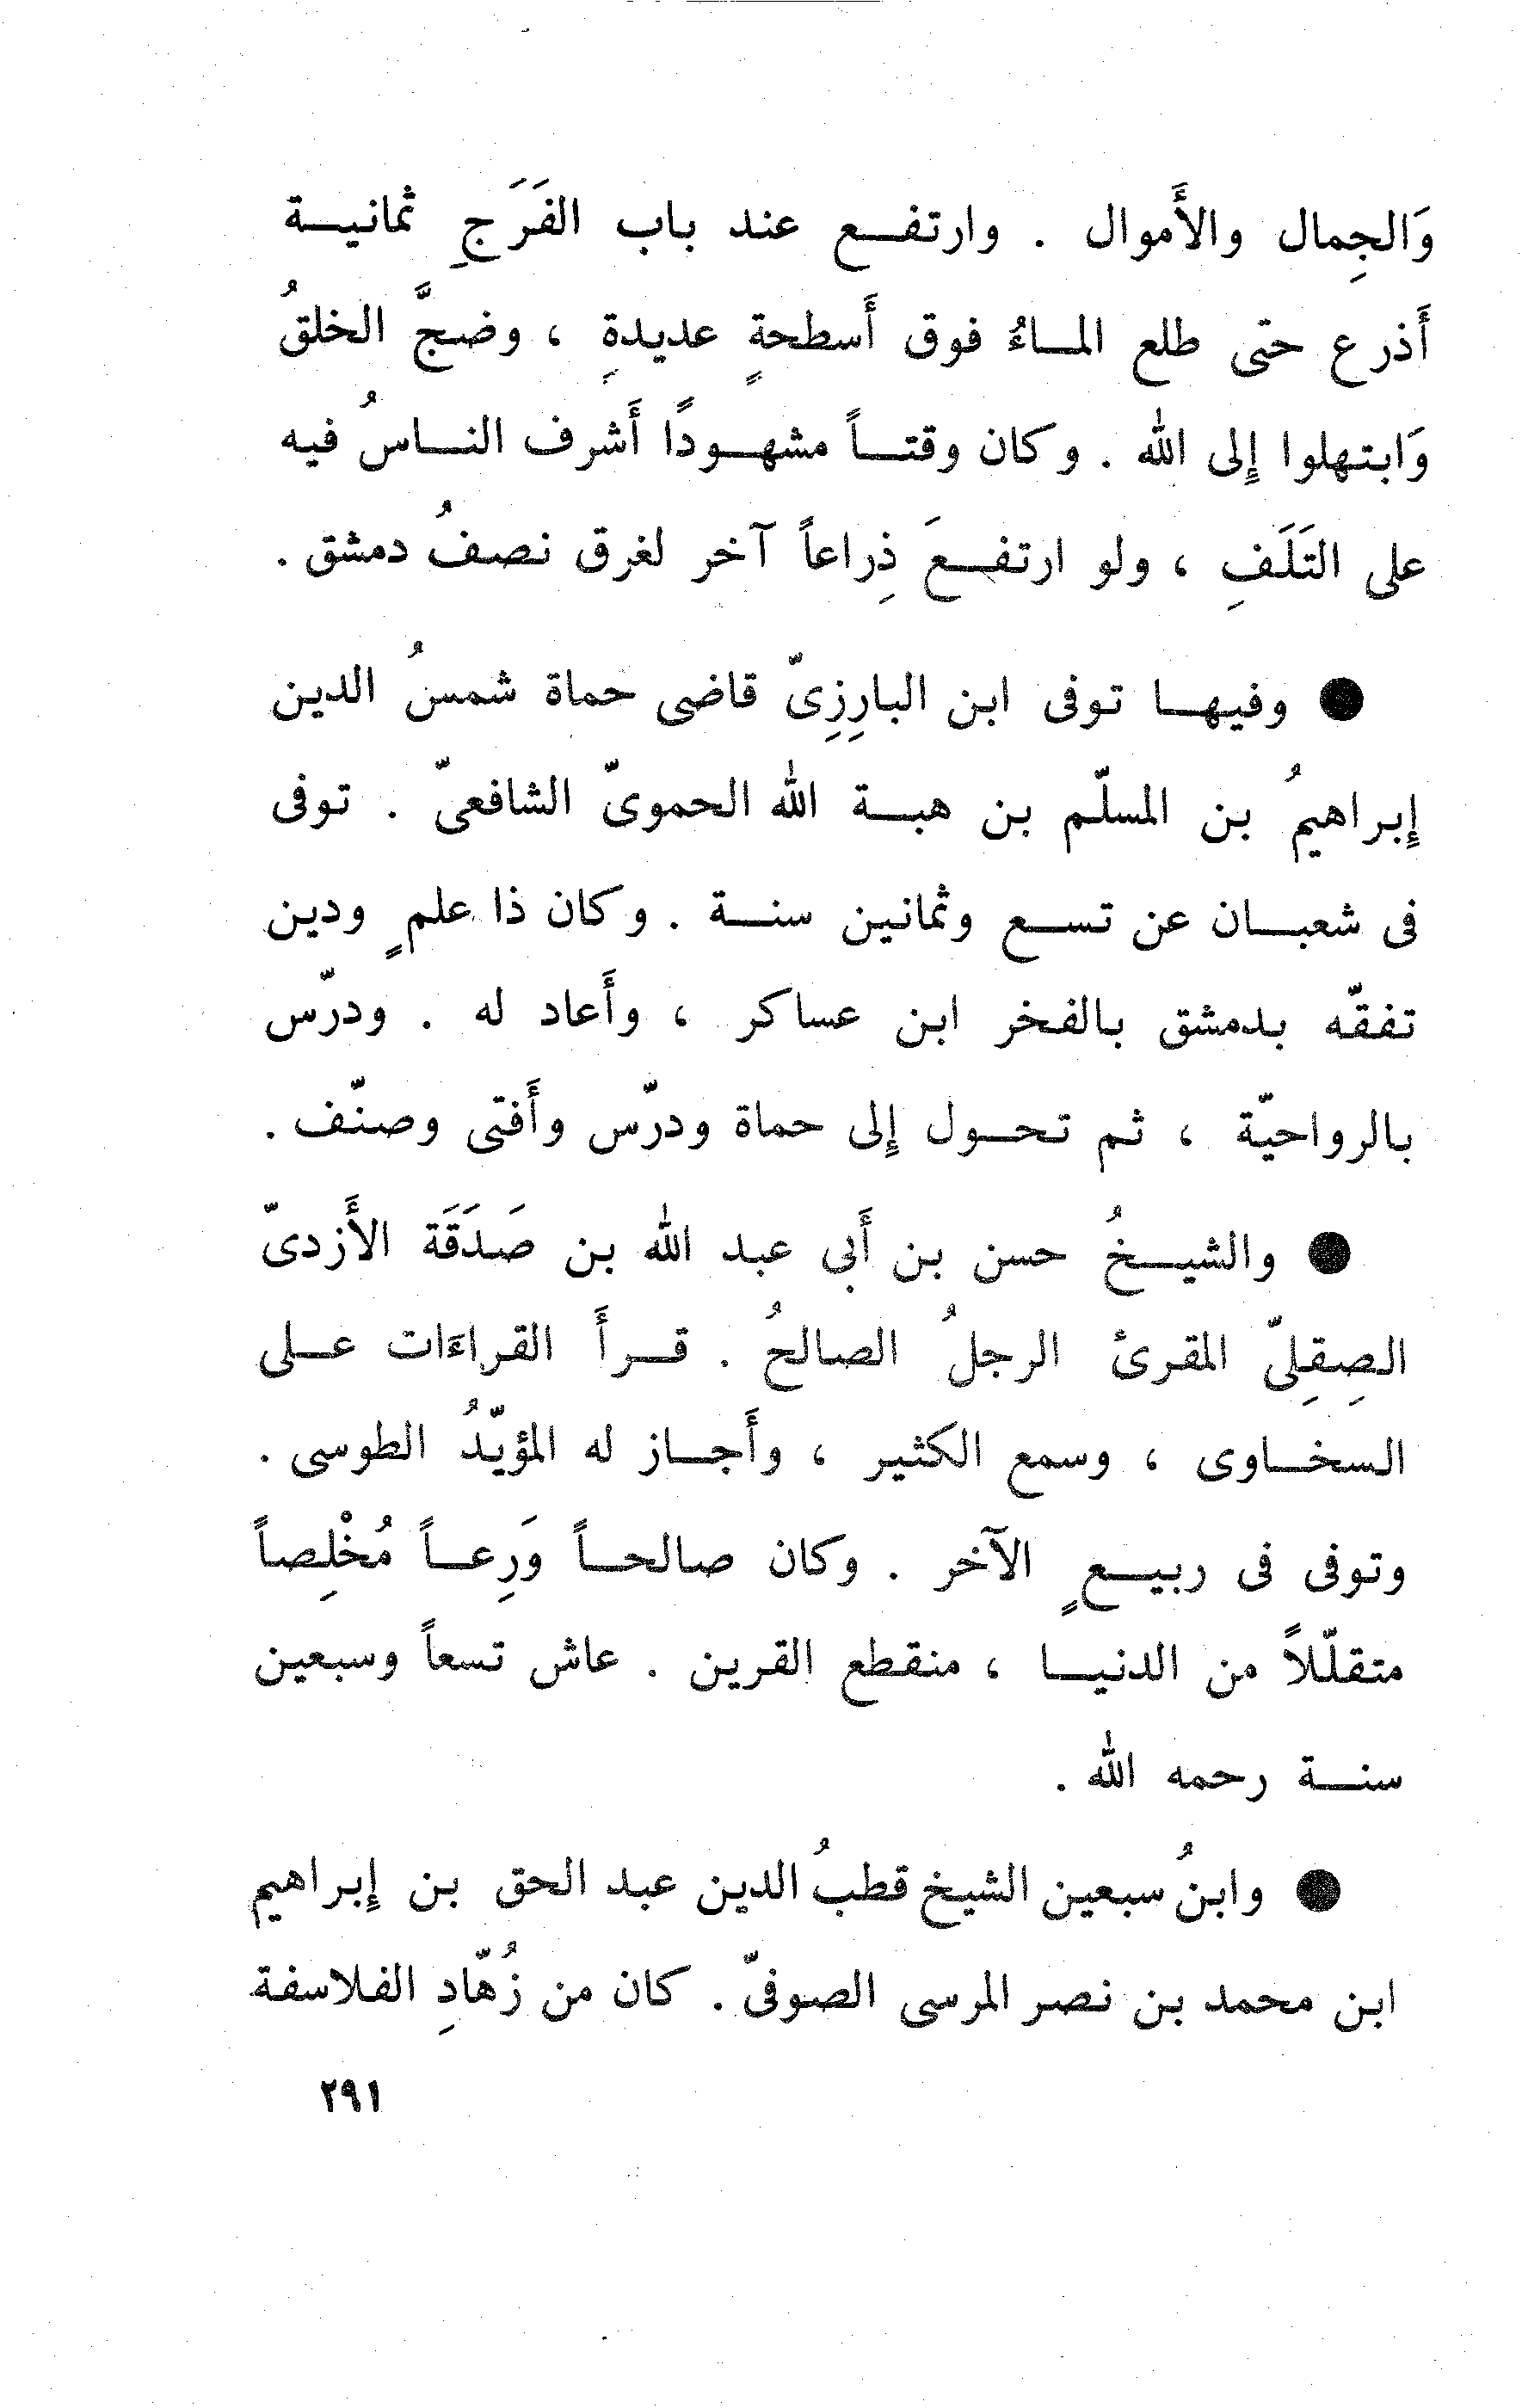 وَالجِمال والأَموال . وارتفع عند باب الفَرَجِ ثمانية
أَذرع حتى طلع الماءُ فوق أَسطحةٍ عديدةِ ، وضجَّ الخلقُ
وَابتهلوا إلى الله . وكان وقتاً مشهودًا أَشرف الناسُ فيه
على التَلَفِ ، ولو ارتفعَ ذِراعاً آخر لغرق نصفُ دمشق .
● وفيها توفى ابن البارِزِىّ قاضى حماة شمسُ الدين
إبراهيمُ بن المسلّم بن هبة الله الحموىّ الشافعىّ . توفى
فى شعبان عن تسع وثمانين سنة . وكان ذا علمٍ ودين
تفقّه بدمشق بالفخر ابن عساكر ، وأَعاد له . ودرّس
بالرواحيّة ، ثم تحول إلى حماة ودرّس وأَفتى وصنّف .
● والشيخُ حسن بن أَبى عبد الله بن صَدَقَة الأَزدىّ
الصِقِلىّ المقرئ الرجلُ الصالحُ . قرأَ القراءَات على
السخاوى ، وسمع الكثير ، وأَجاز له المؤيّدُ الطوسى .
وتوفى فى ربيعٍ الآخر . وكان صالحاً وَرِعاً مُخْلِصاً
متقلّلاً من الدنيا ، منقطع القرين . عاش تسعاً وسبعين
سنة رحمه الله .
● وابنُ سبعين الشيخ قطبُ الدين عبد الحق بن إبراهيم
ابن محمد بن نصر المرسى الصوفىّ . كان من زُهّادِ الفلاسفة
٢٩١